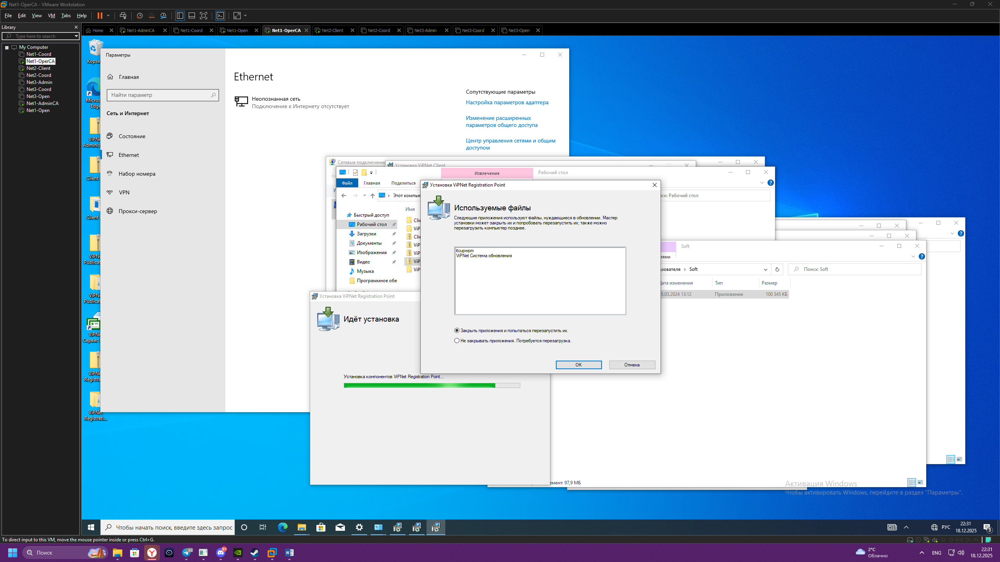 Net1-OperCA - VMware Workstation
File Edit View VM Tabs Help
Library
Type here to search
My Computer
Net1-Coord
Net1-OperCA
Net2-Client
Net2-Coord
Net3-Admin
Net3-Coord
Net3-Open
Net1-AdminCA
Net1-Open
Home Net1-AdminCA Net1-Coord Net1-Open Net1-OperCA Net2-Client Net2-Coord Net3-Admin Net3-Coord Net3-Open
Корзи
Micros
Edge
ViPNe
Adminis
Client
Client
ViPNe
Publicat
ViPNe
Publicat
ViPNe
Сервис
ViPNe
Registra
ViPNet
Registrati...
Параметры
Главная
Найти параметр
Сеть и Интернет
Состояние
Ethernet
Набор номера
VPN
Прокси-сервер
Ethernet
Неопознанная сеть
Подключение к Интернету отсутствует
Сопутствующие параметры
Настройка параметров адаптера
Изменение расширенных
параметров общего доступа
Центр управления сетями и общим
доступом
Сетевые подключения
Установка ViPNet Client
Извлечение
Рабочий стол
Файл Главная Поделиться
Этот компью
иск: Рабочий стол
Имя
Быстрый доступ
Рабочий стол
Загрузки
Документы
Изображения
Видео
Музыка
Программное обе
Clie
ViP
Clie
ViP
ViP
ViP
ViP
Установка ViPNet Registration Point
Используемые файлы
Следующие приложения используют файлы, нуждающиеся в обновлении. Мастер
установки может закрыть их и попробовать перезапустить их; также можно
перезагрузить компьютер позднее.
itcupwpm
ViPNet Система обновления
Закрыть приложения и попытаться перезапустить их.
Не закрывать приложения. Потребуется перезагрузка.
OK
Отмена
Установка ViPNet Registration Point
Идёт установка
Установка компонентов ViPNet Registration Point...
Soft
иями
ьзователя > Soft
Поиск: Soft
Дата изменения Тип Размер
5.03.2024 13:12 Приложение 100 345 КБ
емент: 97,9 МБ
Активация Windows
Чтобы активировать Windows, перейдите в раздел "Параметры".
Чтобы начать поиск, введите здесь запрос
РУС
22:31
18.12.2025
3
To direct input to this VM, move the mouse pointer inside or press Ctrl+G.
Поиск
83
9+
2°C
Облачно
ENG
22:31
18.12.2025